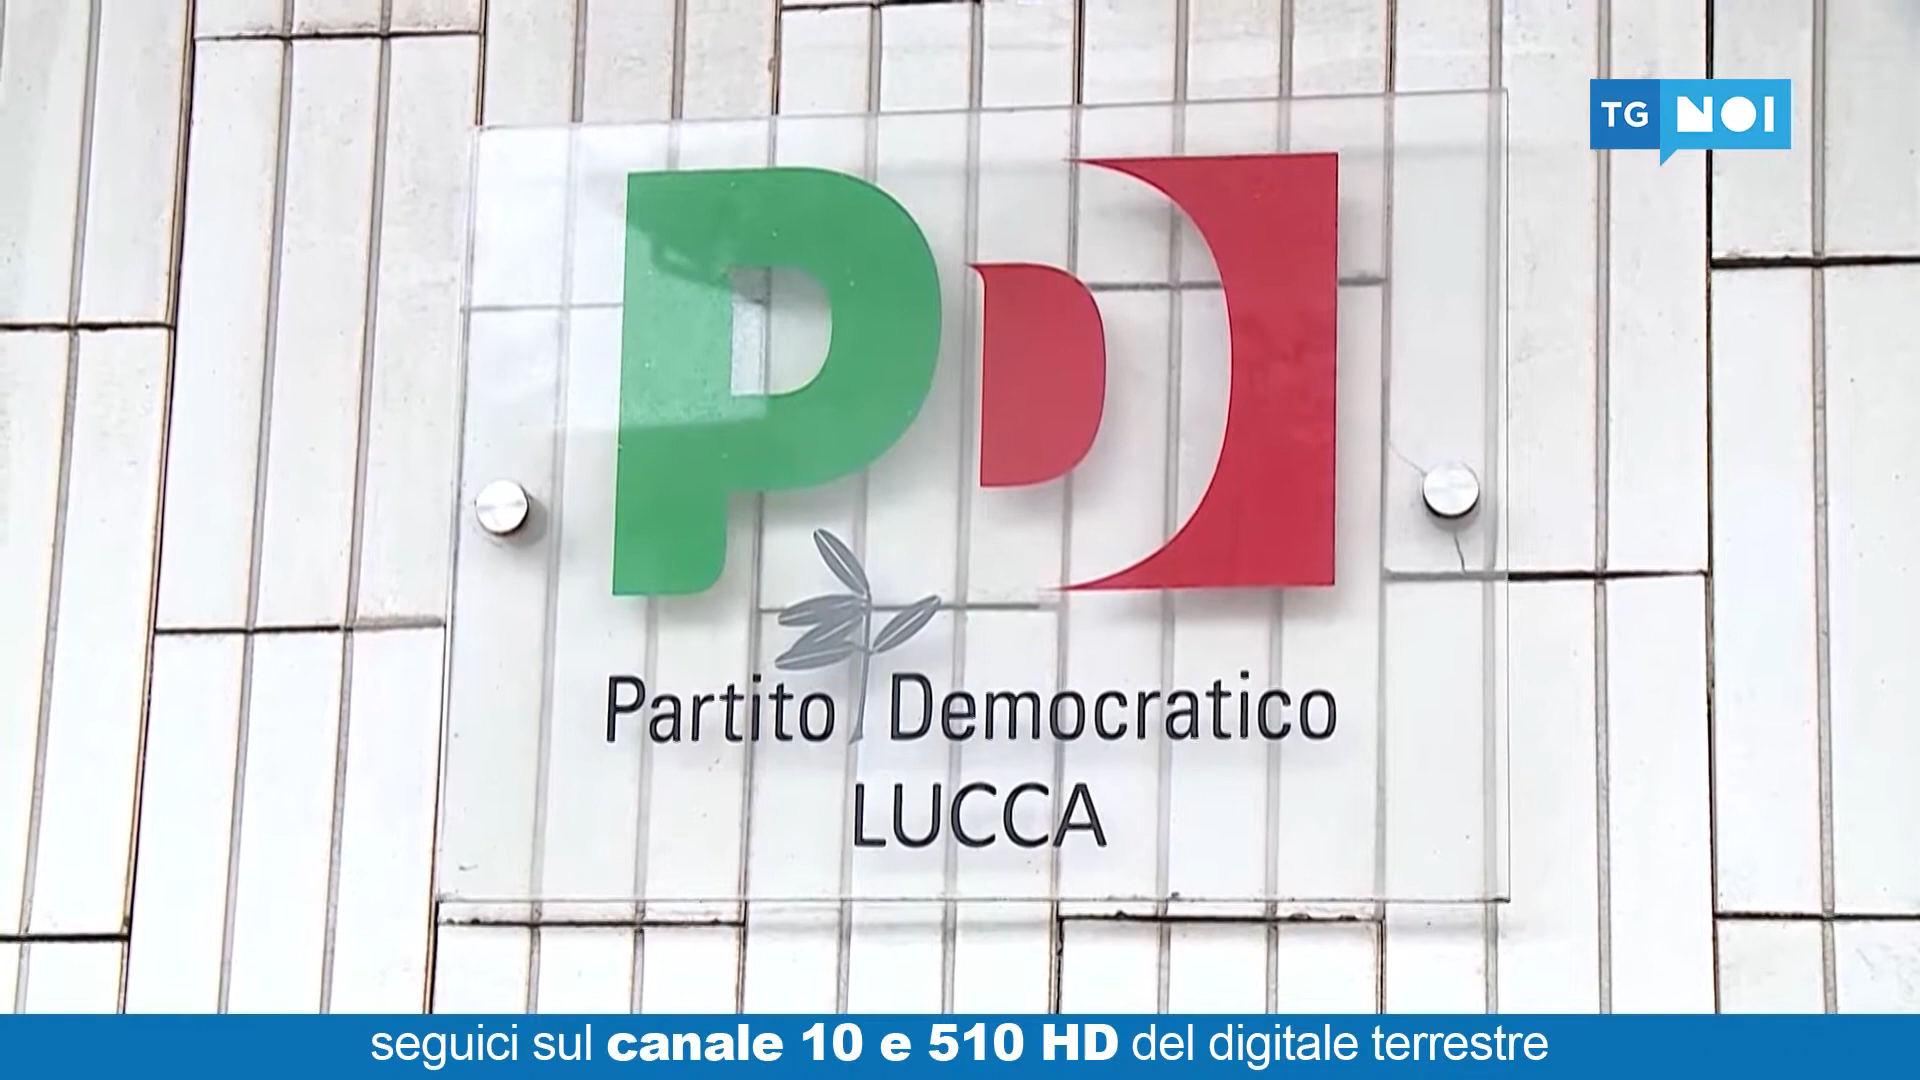 TG NOI
PD
Partito Democratico
LUCCA
seguici sul canale 10 e 510 HD del digitale terrestre